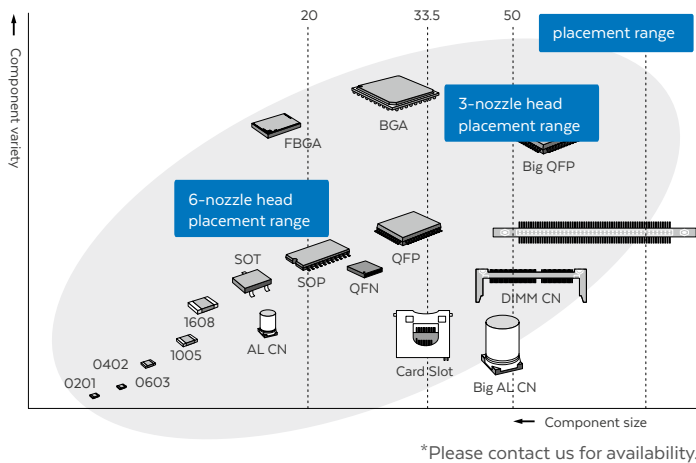 20
33.5
50
placement range
Component variety
3-nozzle head
placement range
BGA
FBGA
Big QFP
6-nozzle head
placement range
SOT
SOP
QFN
QFP
DIMM CN
1608
1005
AL CN
Card Slot
Big AL CN
0402
0603
0201
Component size
*Please contact us for availability.